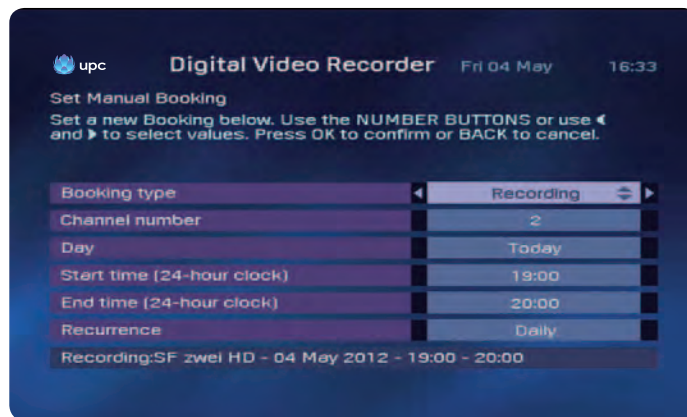 upc Digital Video Recorder Fri 04 May 16:33
Set Manual Booking
Set a new Booking below. Use the NUMBER BUTTONS or use ◀
and ▶ to select values. Press OK to confirm or BACK to cancel.
Booking type Recording
Channel number 2
Day Today
Start time (24-hour clock) 19:00
End time (24-hour clock) 20:00
Recurrence Daily
Recording:SF zwei HD - 04 May 2012 - 19:00 - 20:00